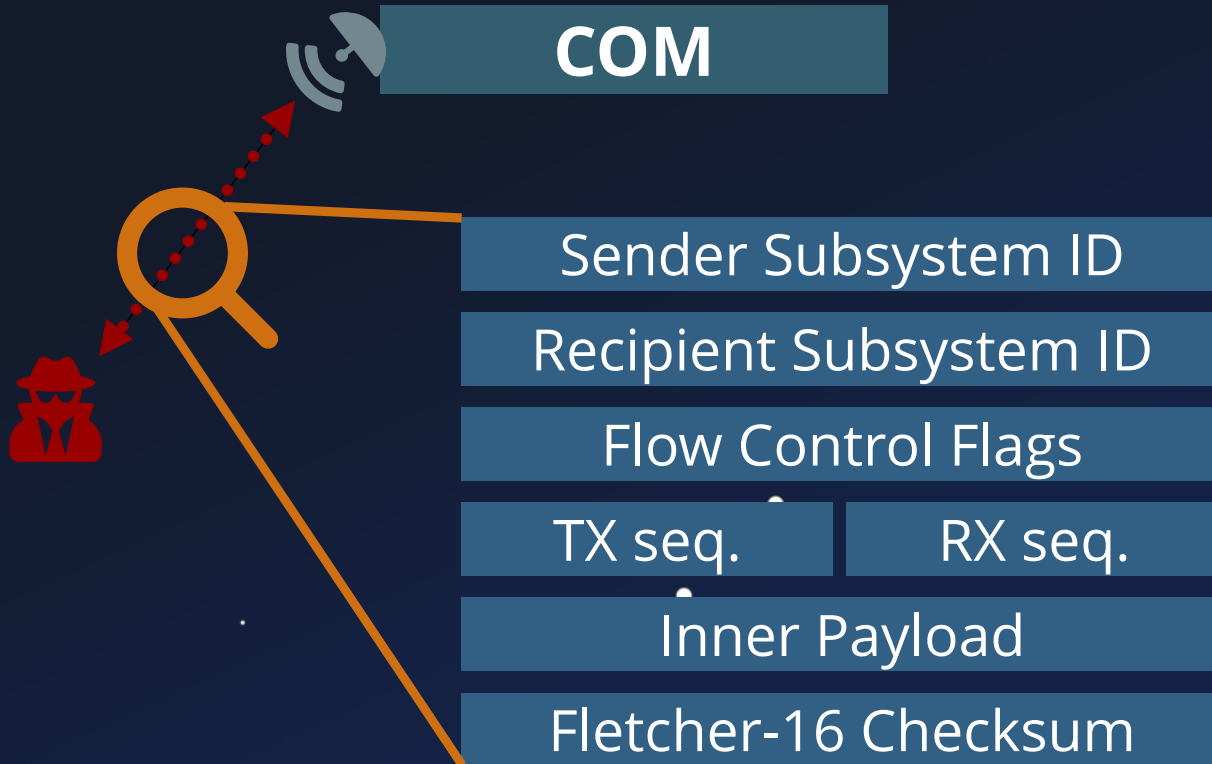 COM
Sender Subsystem ID
Recipient Subsystem ID
Flow Control Flags
TX seq. RX seq.
Inner Payload
Fletcher-16 Checksum